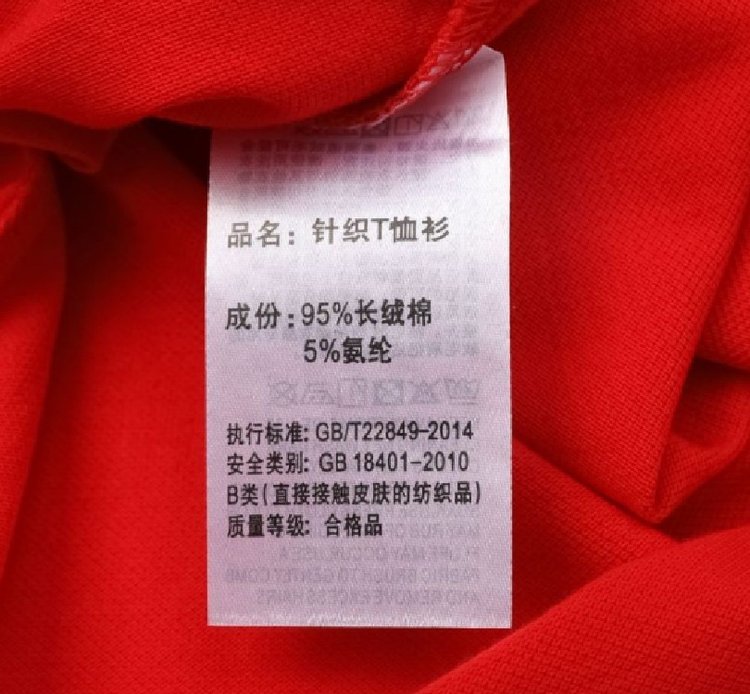 品名：针织T恤衫
成份：95%长绒棉
5%氨纶
执行标准：GB/T22849-2014
安全类别：GB 18401-2010
B类（直接接触皮肤的纺织品）
质量等级：合格品